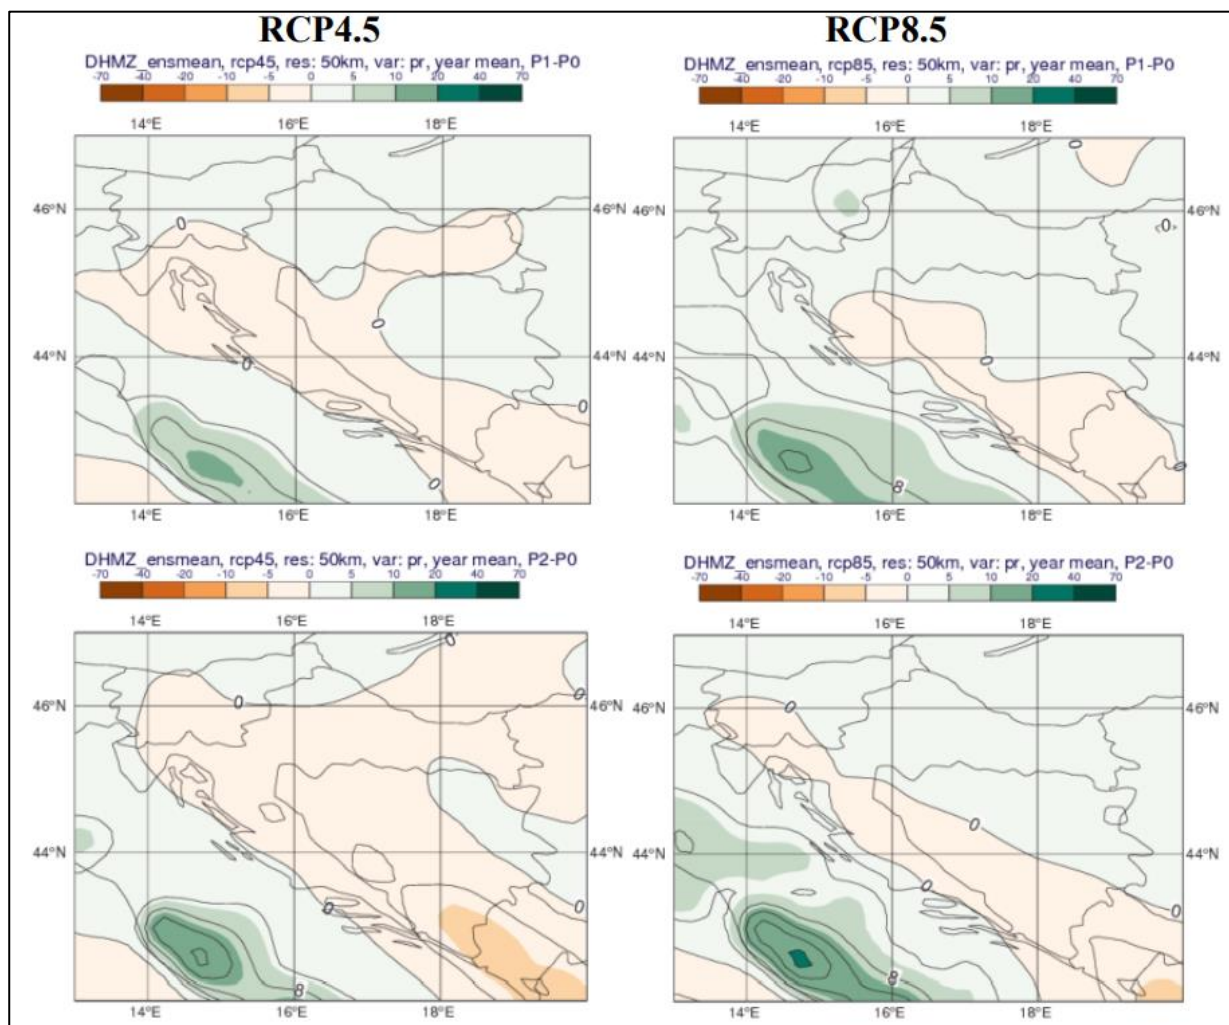 RCP4.5 RCP8.5
DHMZ_ensmean, rcp45, res: 50km, var: pr, year mean, P1-P0
-70 -40 -20 -10 -5 0 5 10 20 40 70
14°E 16°E 18°E
46°N 46°N
44°N 44°N
0 0 0 0 0
14°E 16°E 18°E
DHMZ_ensmean, rcp85, res: 50km, var: pr, year mean, P1-P0
-70 -40 -20 -10 -5 0 5 10 20 40 70
14°E 16°E 18°E
0
46°N 46°N
0
44°N 44°N
0
0
8
14°E 16°E 18°E
DHMZ_ensmean, rcp45, res: 50km, var: pr, year mean, P2-P0
-70 -40 -20 -10 -5 0 5 10 20 40 70
14°E 16°E 18°E
0
46°N 46°N
0 0
44°N 44°N
0 0
8
14°E 16°E 18°E
DHMZ_ensmean, rcp85, res: 50km, var: pr, year mean, P2-P0
-70 -40 -20 -10 -5 0 5 10 20 40 70
14°E 16°E 18°E
46°N 46°N
0
0
44°N 44°N
0 0
8
14°E 16°E 18°E